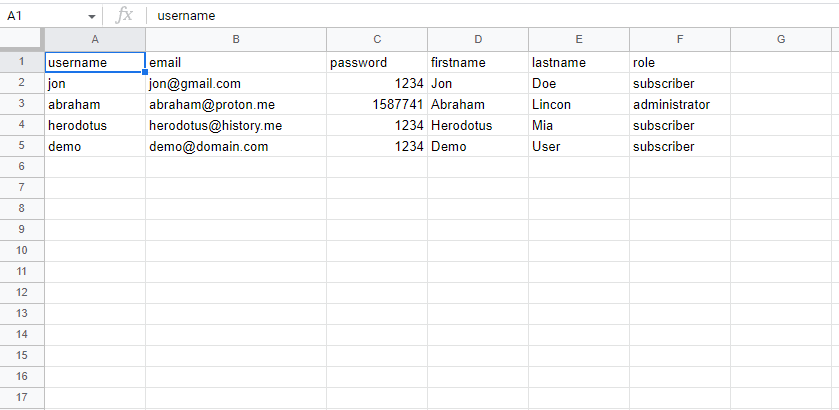 A1 fx username
A B C D E F G
1 username email password firstname lastname role
2 jon jon@gmail.com 1234 Jon Doe subscriber
3 abraham abraham@proton.me 1587741 Abraham Lincon administrator
4 herodotus herodotus@history.me 1234 Herodotus Mia subscriber
5 demo demo@domain.com 1234 Demo User subscriber
6
7
8
9
10
11
12
13
14
15
16
17